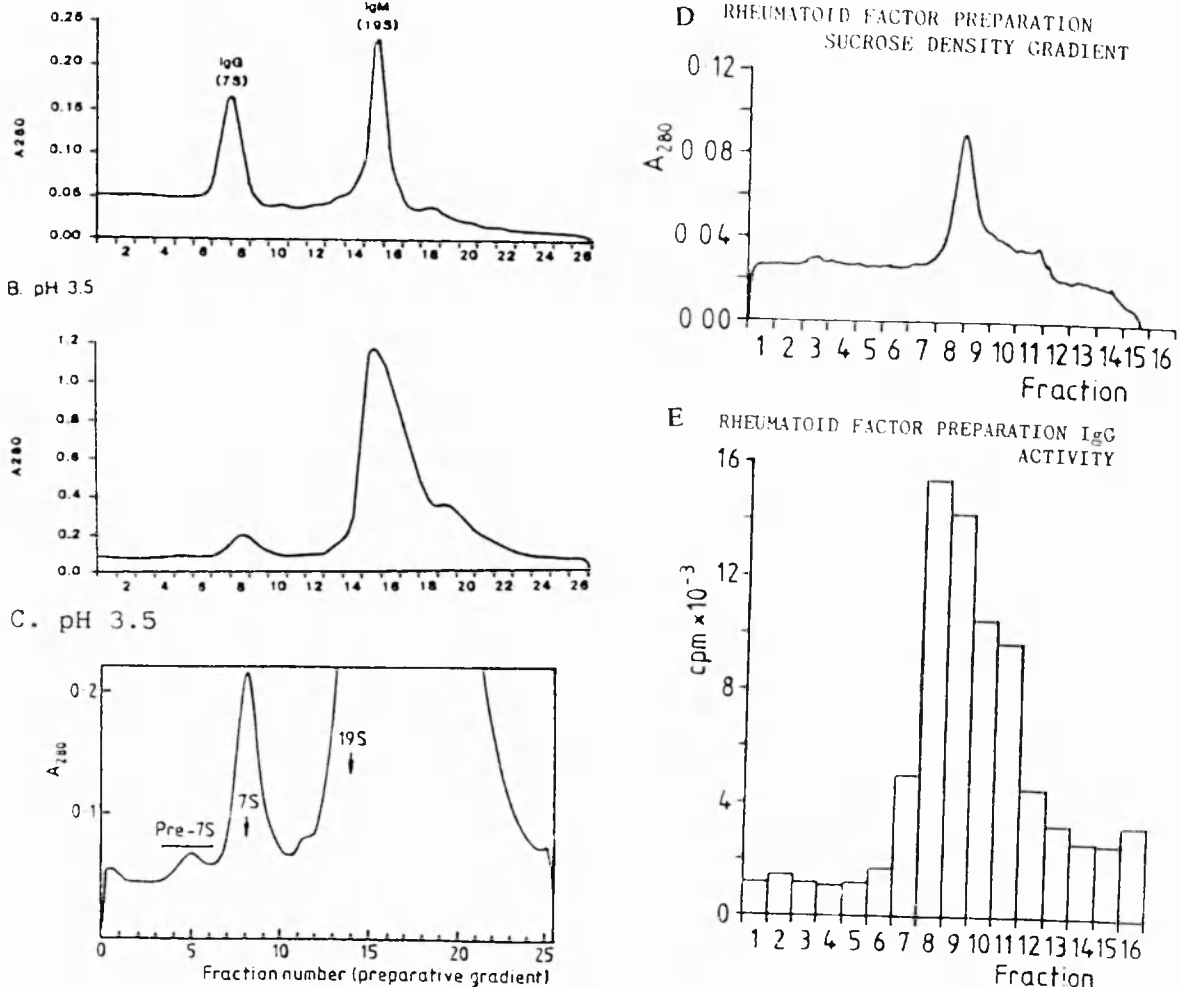 IgM
(19S)
IgG
(7S)
0.25
0.20
0.15
0.10
0.05
0.00
A280
2 4 6 8 10 12 14 16 18 20 22 24 26
B. pH 3.5
1.2
1.0
0.8
0.6
0.4
0.2
0.0
A280
2 4 6 8 10 12 14 16 18 20 22 24 26
C. pH 3.5
0·2
0·1
A280
Pre-7S
7S
19S
0 5 10 15 20 25
Fraction number (preparative gradient)
D RHEUMATOID FACTOR PREPARATION
SUCROSE DENSITY GRADIENT
0·12
0·08
0·04
0·00
A280
1 2 3 4 5 6 7 8 9 10 11 12 13 14 15 16
Fraction
E RHEUMATOID FACTOR PREPARATION IgG
ACTIVITY
16
12
8
4
0
cpm x10-3
1 2 3 4 5 6 7 8 9 10 11 12 13 14 15 16
Fraction